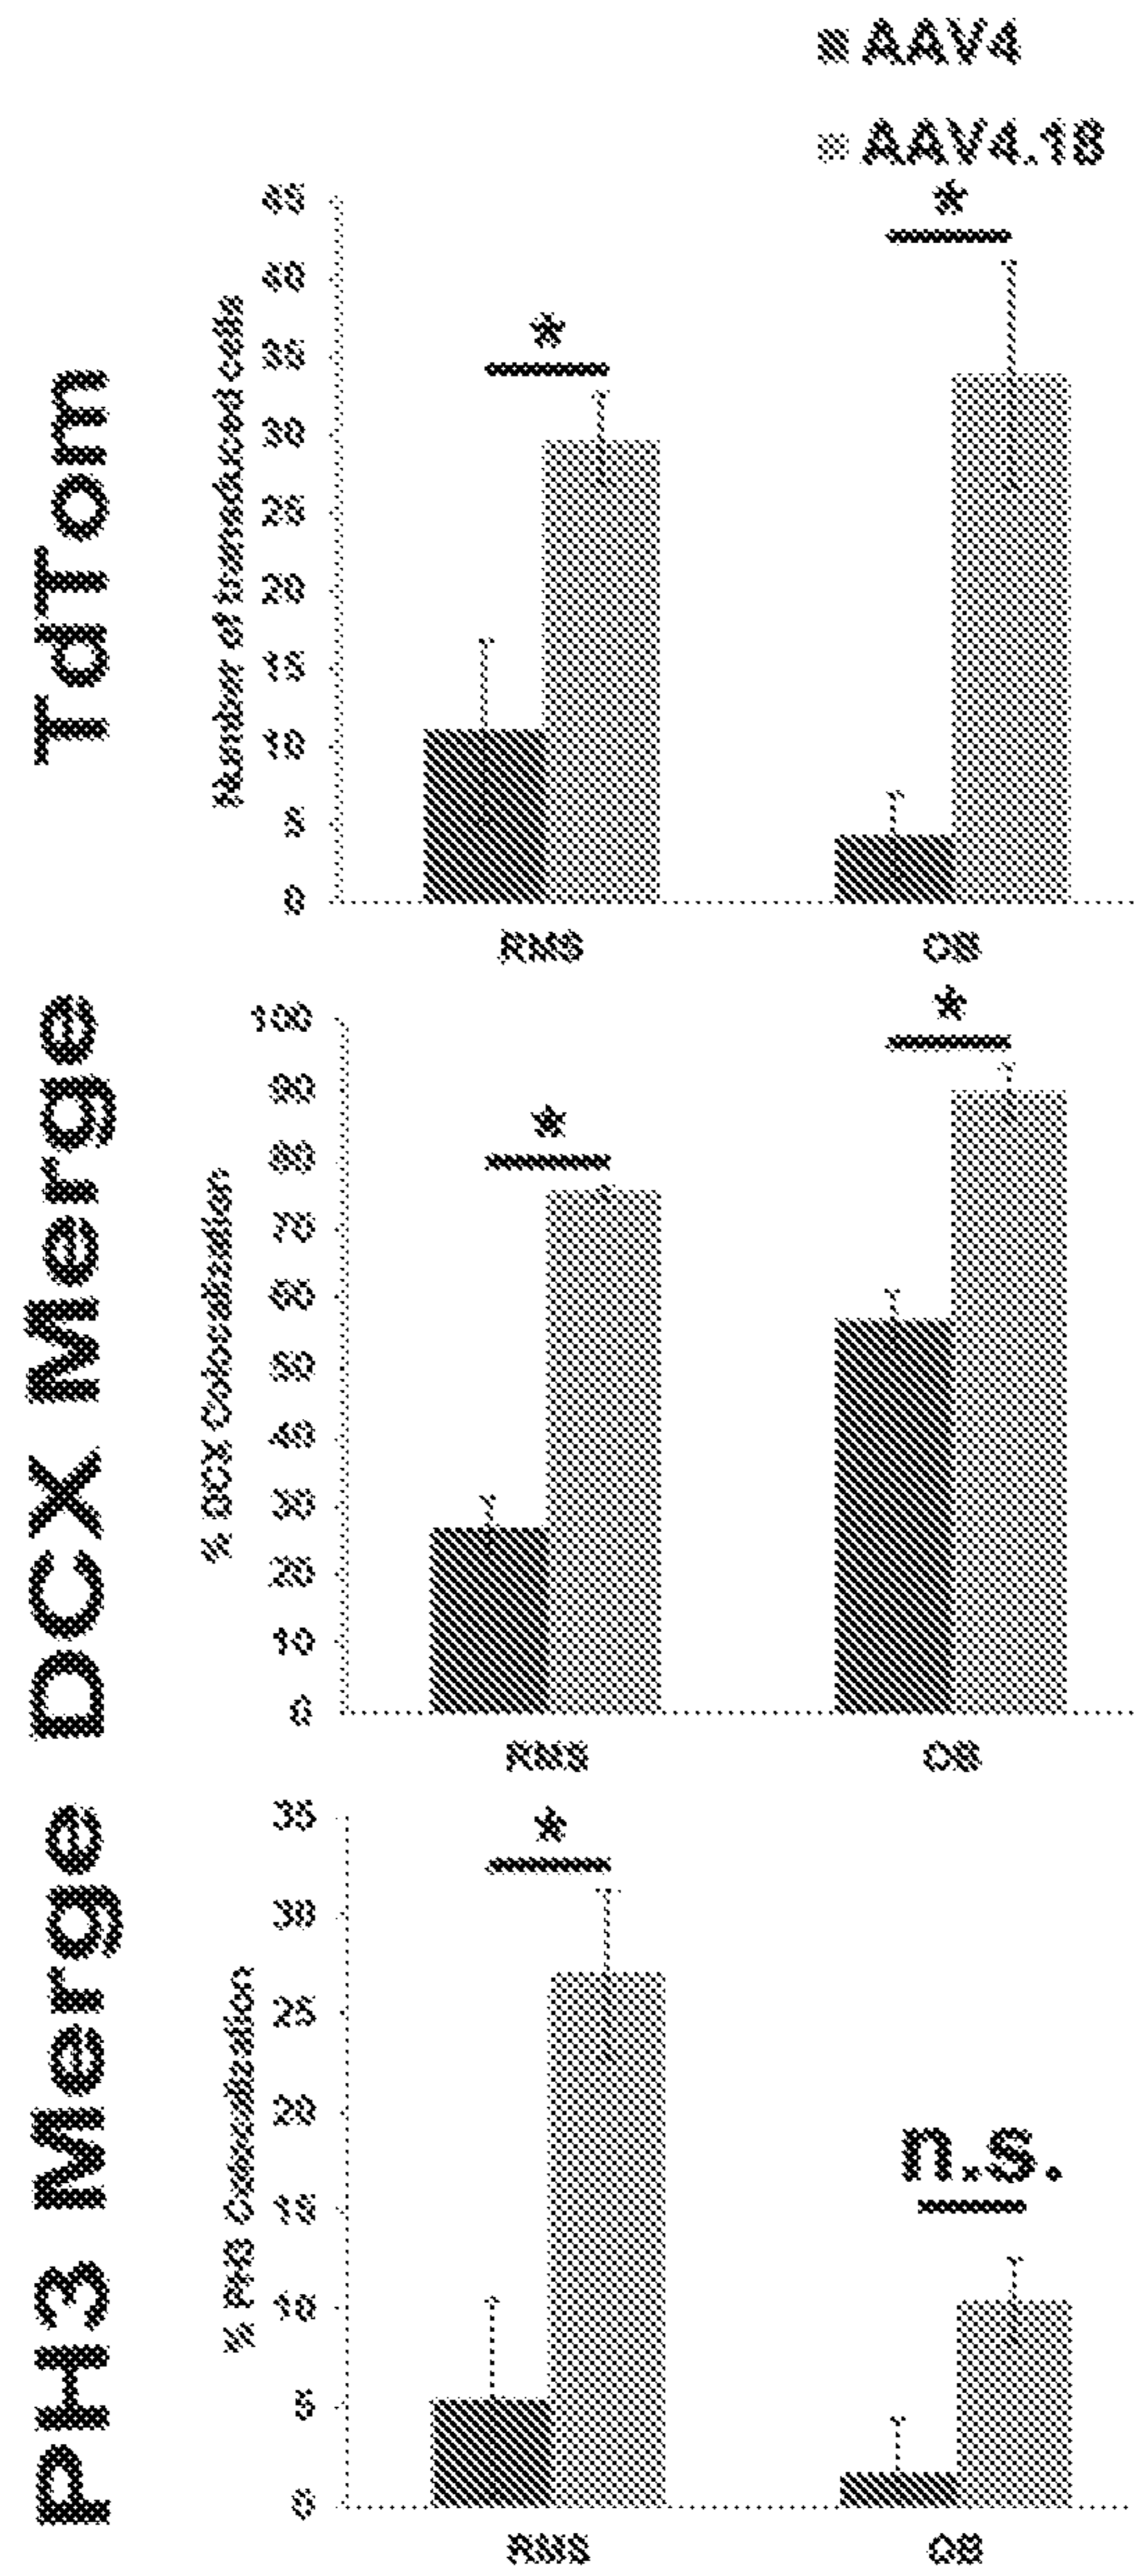 AAV4
AAV4.18
TdTom
Number of transduced cells
45
40
35
30
25
20
15
10
5
0
*
*
RMS
OB
DCX Merge
% DCX Colocalization
100
90
80
70
60
50
40
30
20
10
0
*
*
RMS
OB
PH3 Merge
% PH3 Colocalization
35
30
25
20
15
10
5
0
*
n.s.
RMS
OB